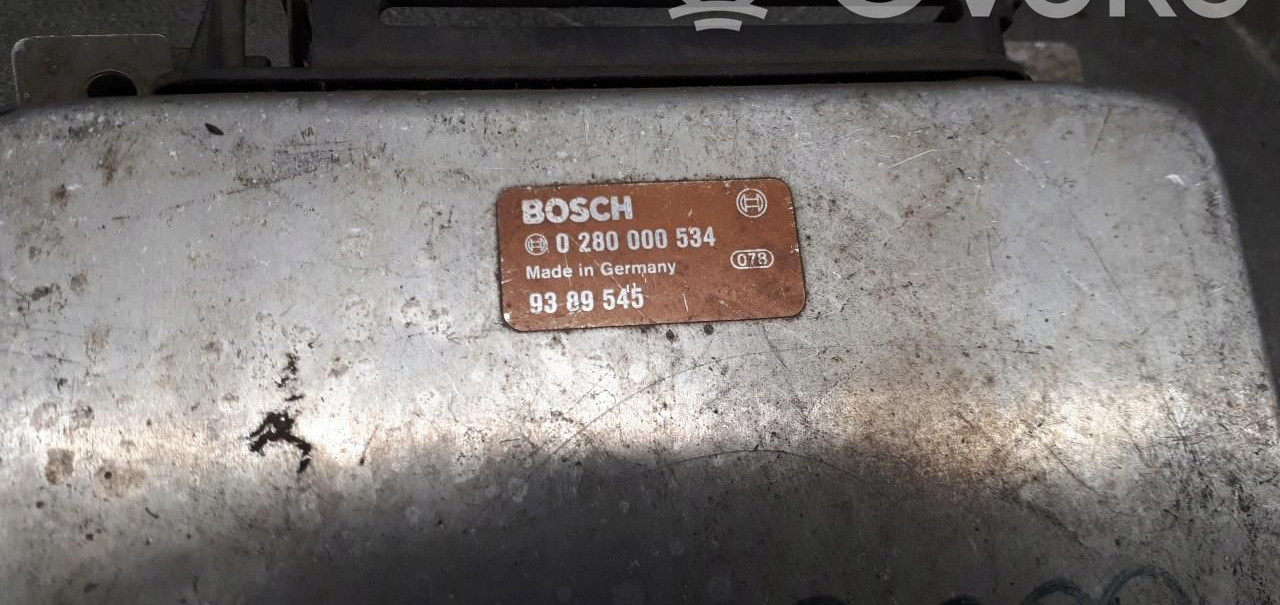 BOSCH
0 280 000 534
Made in Germany
078
93 89 545